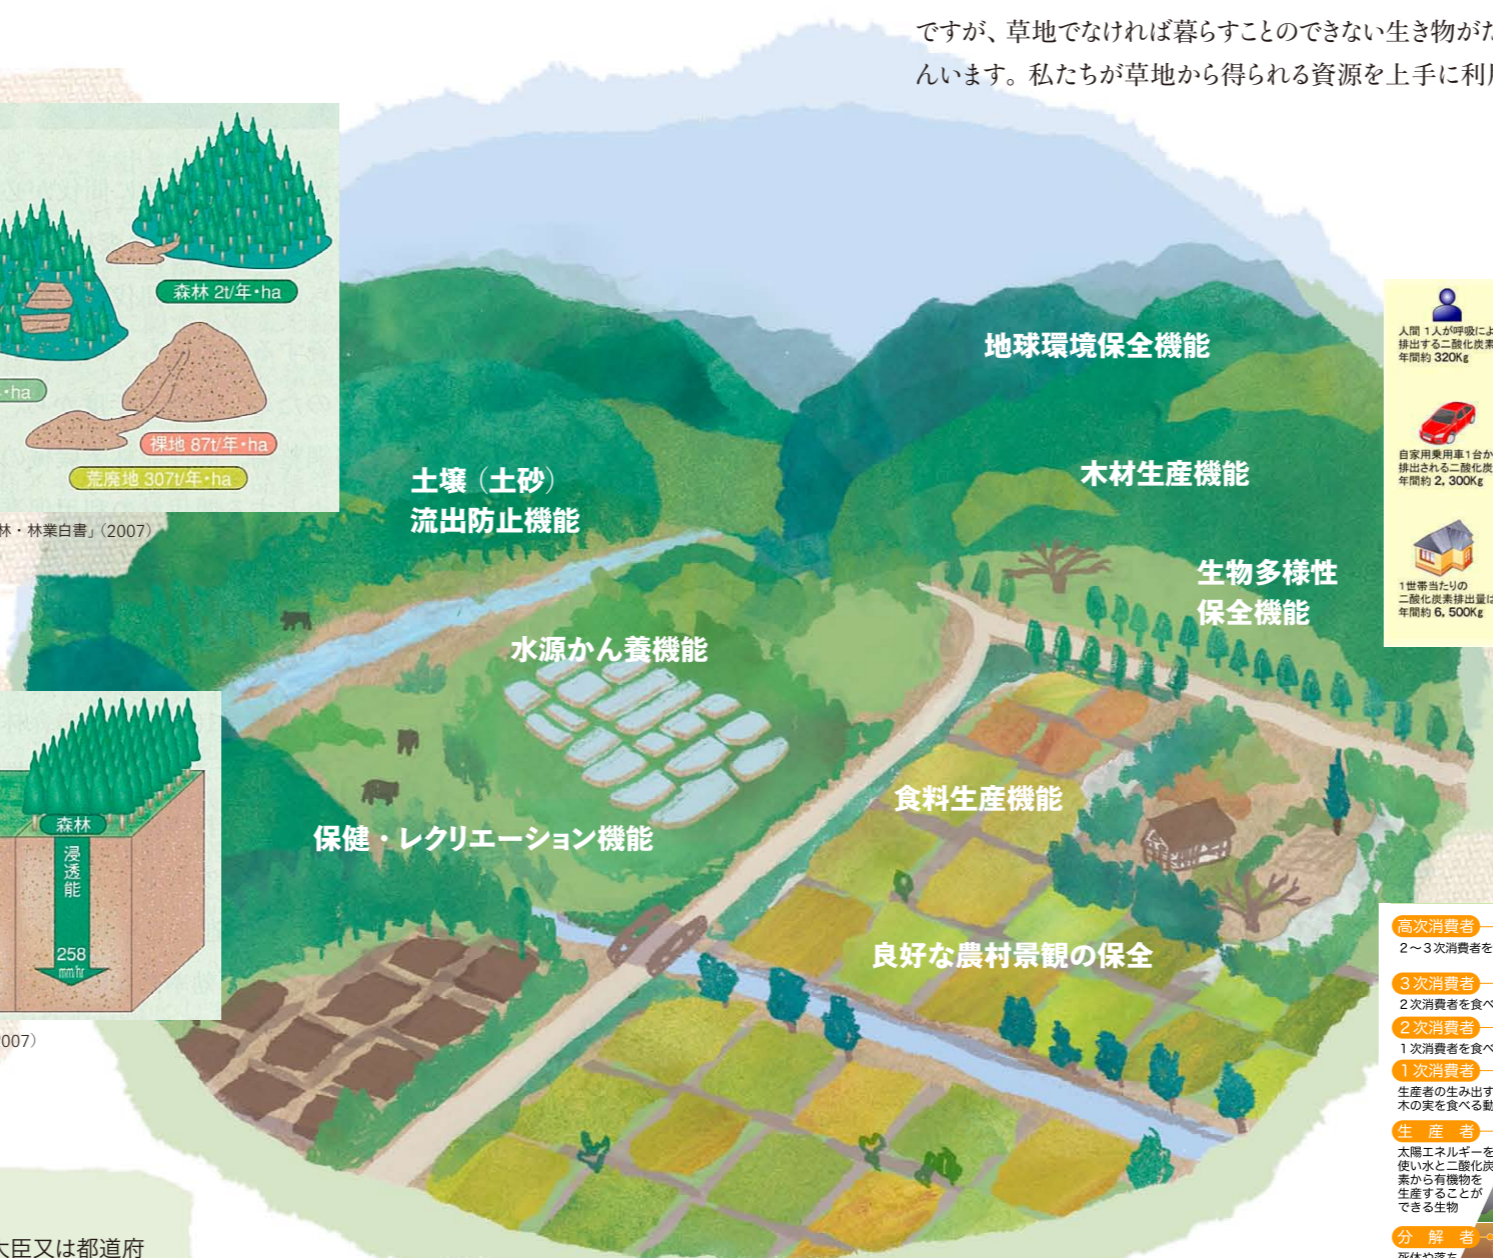 ですが、草地でなければ暮らすことのできない生き物がた
んいます。私たちが草地から得られる資源を上手に利用
森林 2t/年・ha
・ha
裸地 87t/年・ha
荒廃地 307t/年・ha
林・林業白書」(2007)
地球環境保全機能
土壌（土砂）
流出防止機能
木材生産機能
生物多様性
保全機能
水源かん養機能
食料生産機能
保健・レクリエーション機能
良好な農村景観の保全
人間 1人が呼吸によ
排出する二酸化炭素
年間約 320Kg
自家用乗用車1台か
排出される二酸化炭
年間約 2，300Kg
1世帯当たりの
二酸化炭素排出量は
年間約 6，500Kg
森林
浸透能
258
mm/hr
007）
高次消費者
2～3次消費者を
3次消費者
2次消費者を食べ
2次消費者
1次消費者を食べ
1次消費者
生産者の生み出す
木の実を食べる動
生産者
太陽エネルギーを
使い水と二酸化炭
素から有機物を
生産することが
できる生物
分解者
死体や落ち
大臣又は都道府